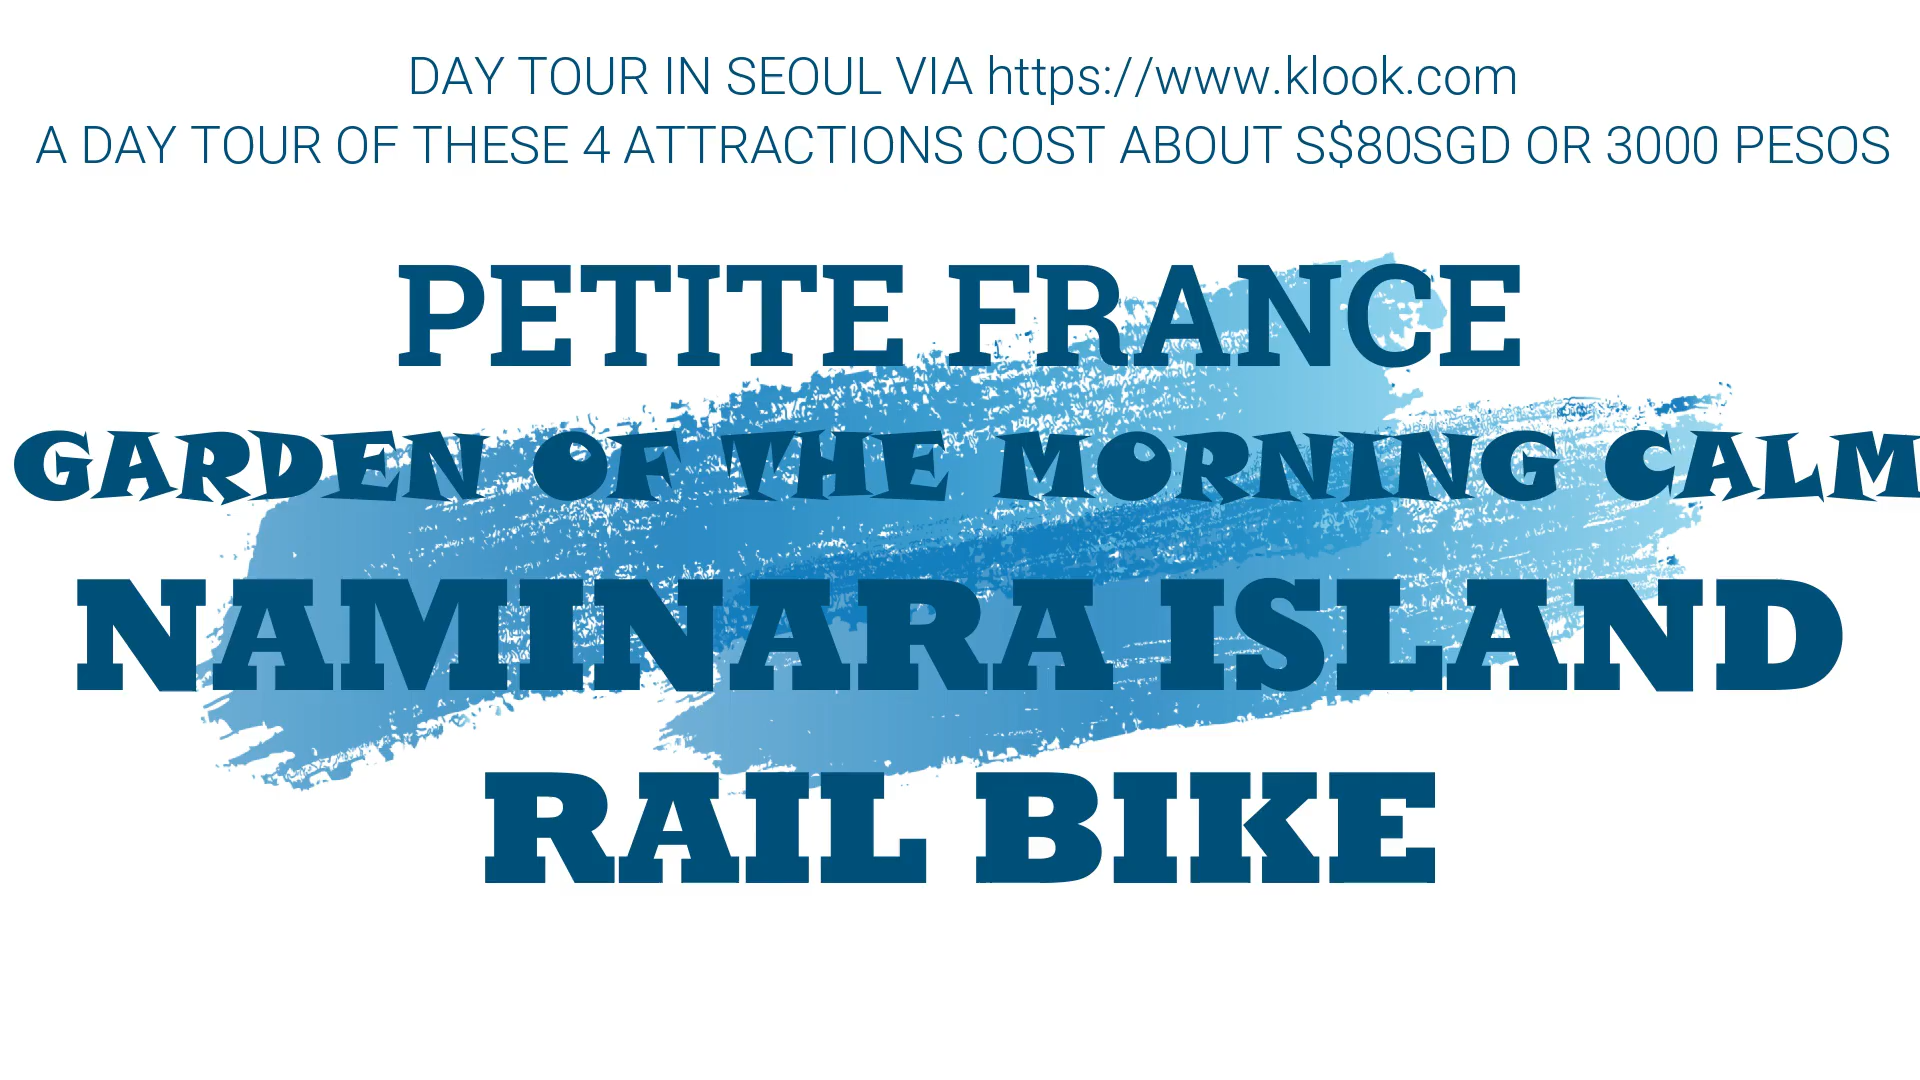 DAY TOUR IN SEOUL VIA https://www.klook.com
A DAY TOUR OF THESE 4 ATTRACTIONS COST ABOUT S$80SGD OR 3000 PESOS
PETITE FRANCE
GARDEN OF THE MORNING CALM
NAMINARA ISLAND
RAIL BIKE